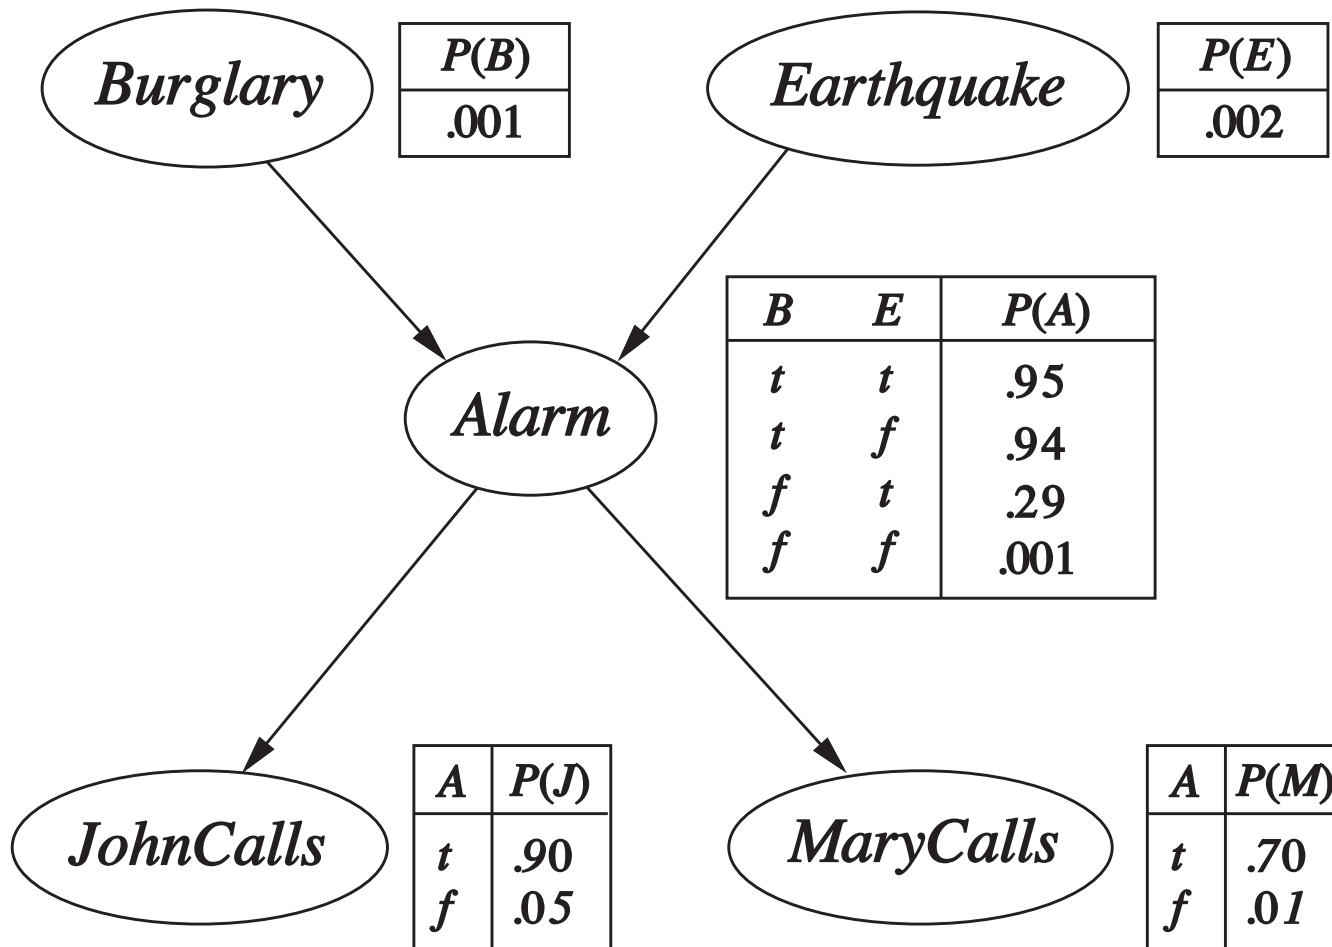 Burglary
P(B)
.001
Earthquake
P(E)
.002
Alarm
B E P(A)
t t .95
t f .94
f t .29
f f .001
JohnCalls
A P(J)
t .90
f .05
MaryCalls
A P(M)
t .70
f .01